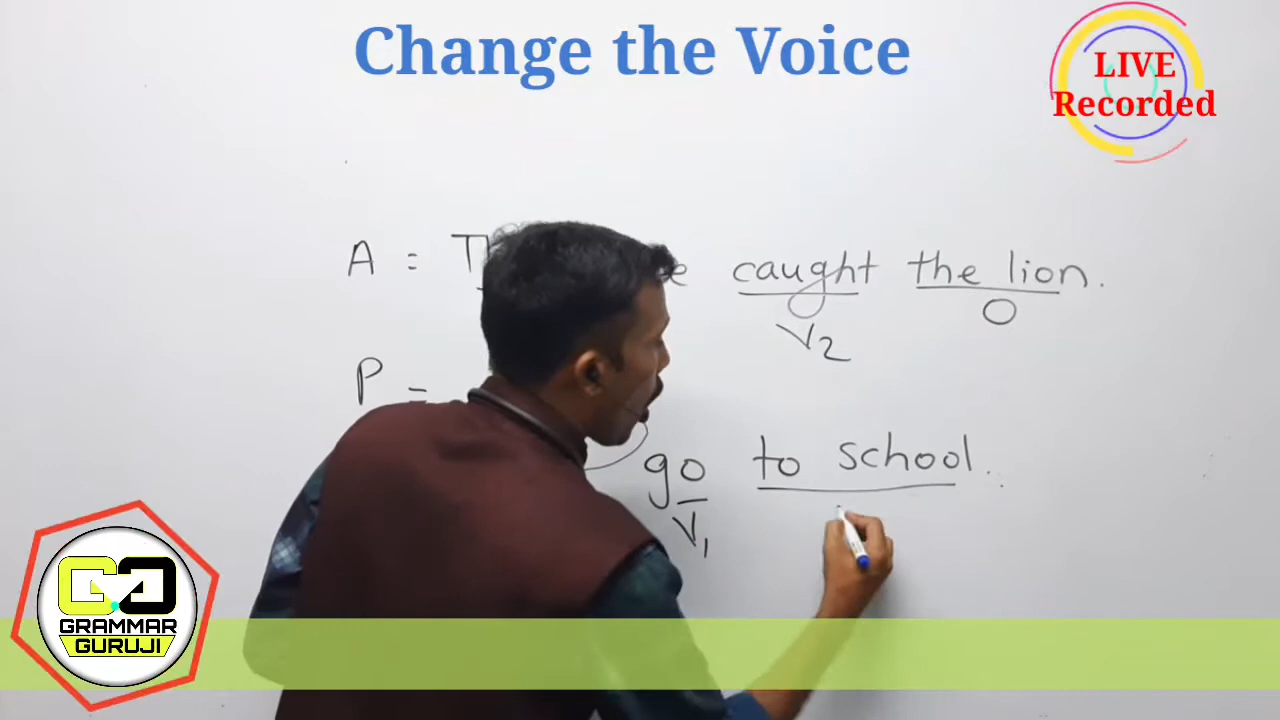 Change the Voice
LIVE
Recorded
A = caught the lion.
O
V2
P =
go to school.
V1
GRAMMAR
GURUJI